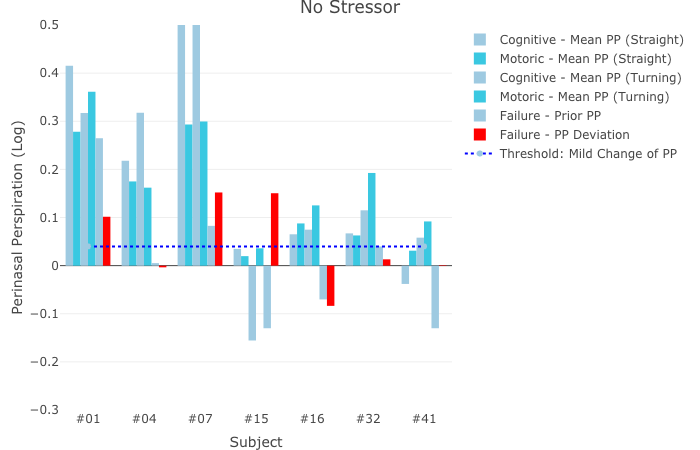 No Stressor
0.5
0.4
0.3
0.2
0.1
0
−0.1
−0.2
−0.3
Perinasal Perspiration (Log)
#01 #04 #07 #15 #16 #32 #41
Subject
Cognitive - Mean PP (Straight)
Motoric - Mean PP (Straight)
Cognitive - Mean PP (Turning)
Motoric - Mean PP (Turning)
Failure - Prior PP
Failure - PP Deviation
Threshold: Mild Change of PP